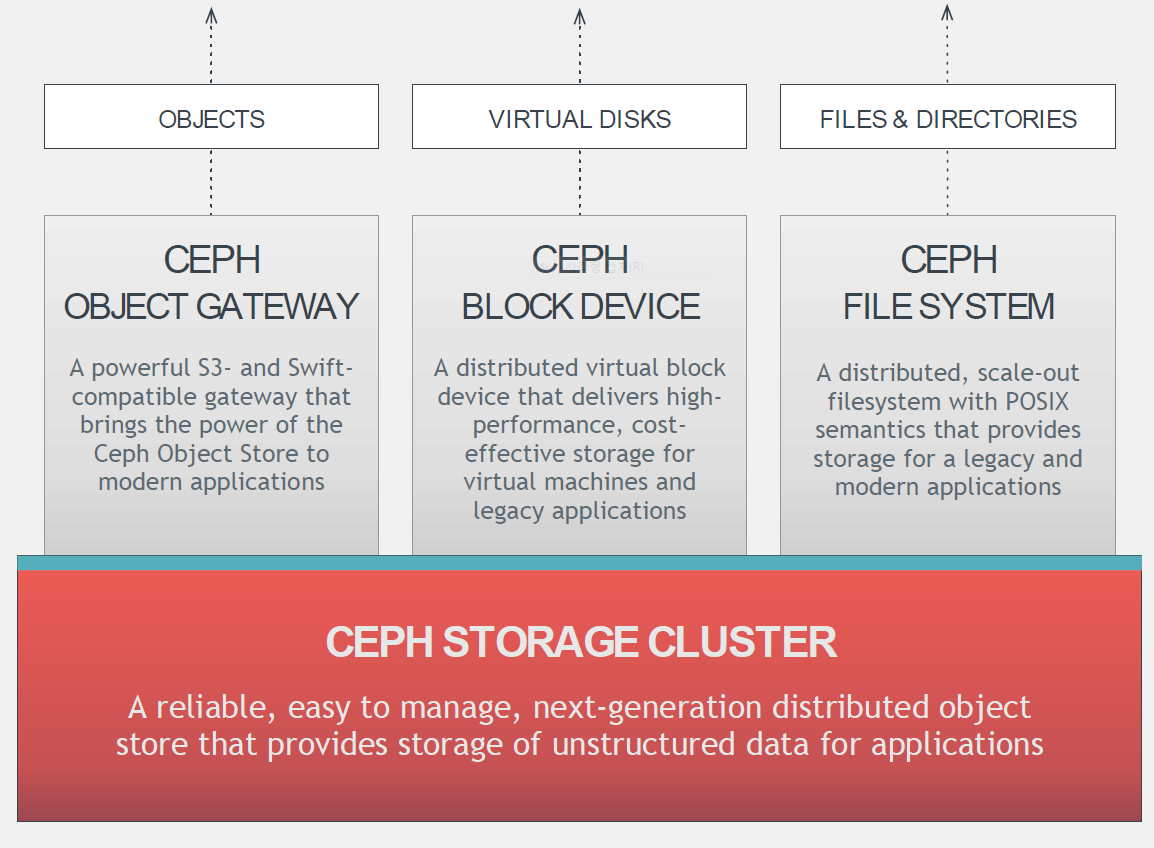 OBJECTS
VIRTUAL DISKS
FILES & DIRECTORIES
CEPH
OBJECT GATEWAY
A powerful S3- and Swift-
compatible gateway that
brings the power of the
Ceph Object Store to
modern applications
CEPH
BLOCK DEVICE
A distributed virtual block
device that delivers high-
performance, cost-
effective storage for
virtual machines and
legacy applications
CEPH
FILE SYSTEM
A distributed, scale-out
filesystem with POSIX
semantics that provides
storage for a legacy and
modern applications
CEPH STORAGE CLUSTER
A reliable, easy to manage, next-generation distributed object
store that provides storage of unstructured data for applications